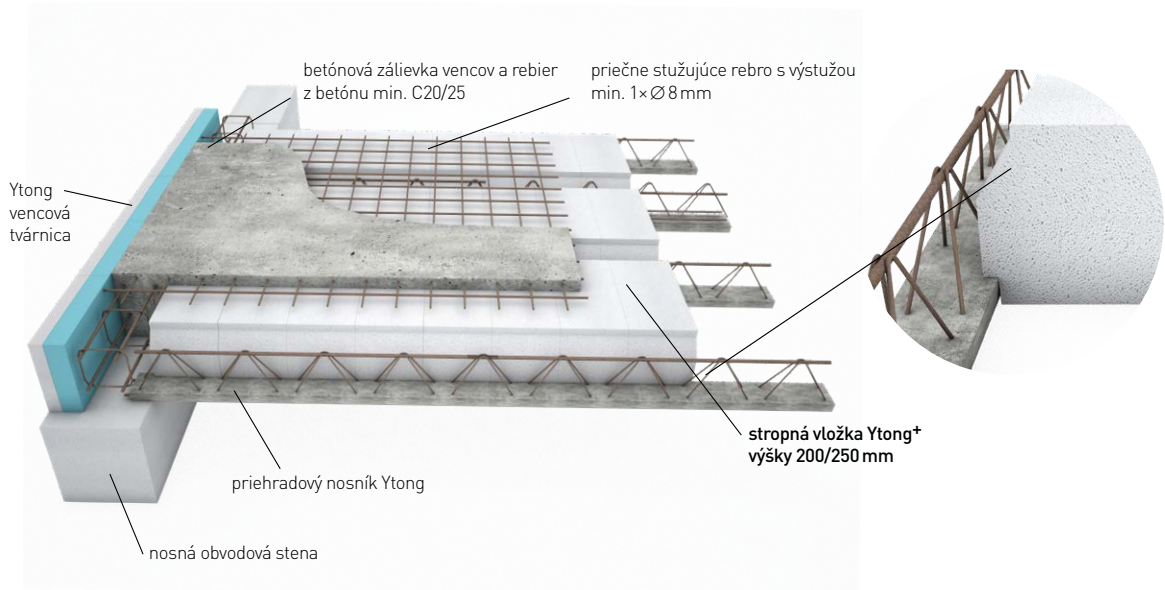 betónová zálievka vencov a rebier
z betónu min. C20/25
priečne stužujúce rebro s výstužou
min. 1× Ø 8 mm
Ytong
vencová
tvárnica
stropná vložka Ytong+
výšky 200/250 mm
priehradový nosník Ytong
nosná obvodová stena